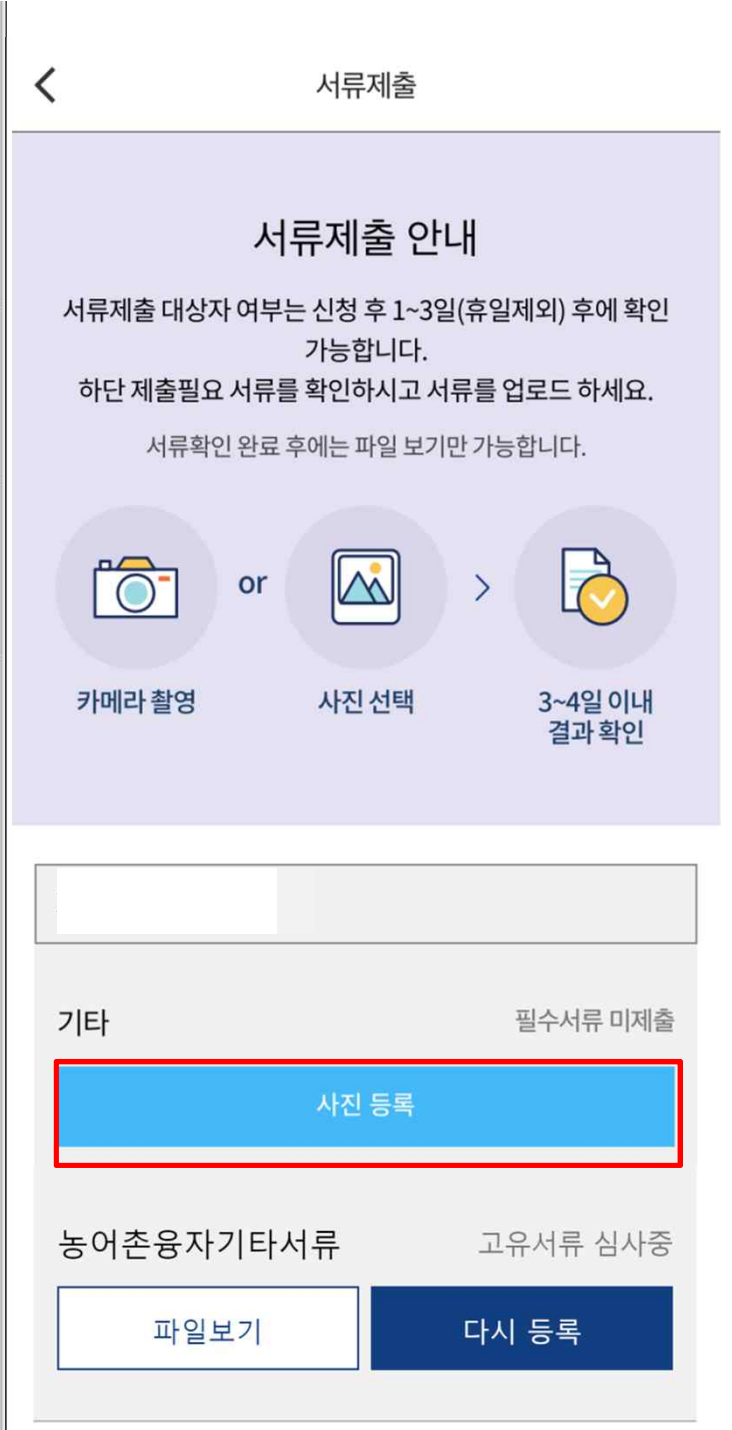 서류제출
서류제출 안내
서류제출 대상자 여부는 신청 후 1~3일(휴일제외) 후에 확인
가능합니다.
하단 제출필요 서류를 확인하시고 서류를 업로드 하세요.
서류확인 완료 후에는 파일 보기만 가능합니다.
or
카메라 촬영
사진 선택
3~4일 이내
결과 확인
기타
필수서류 미제출
사진 등록
농어촌융자기타서류
고유서류 심사중
파일보기
다시 등록